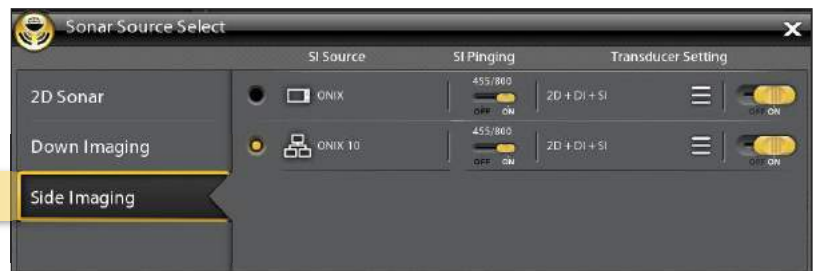 Sonar Source Select
SI Source SI Pinging Transducer Setting
2D Sonar
ONIX
455/800
OFF ON
2D + DI + SI
OFF ON
Down Imaging
ONIX 10
455/800
OFF ON
2D + DI + SI
OFF ON
Side Imaging